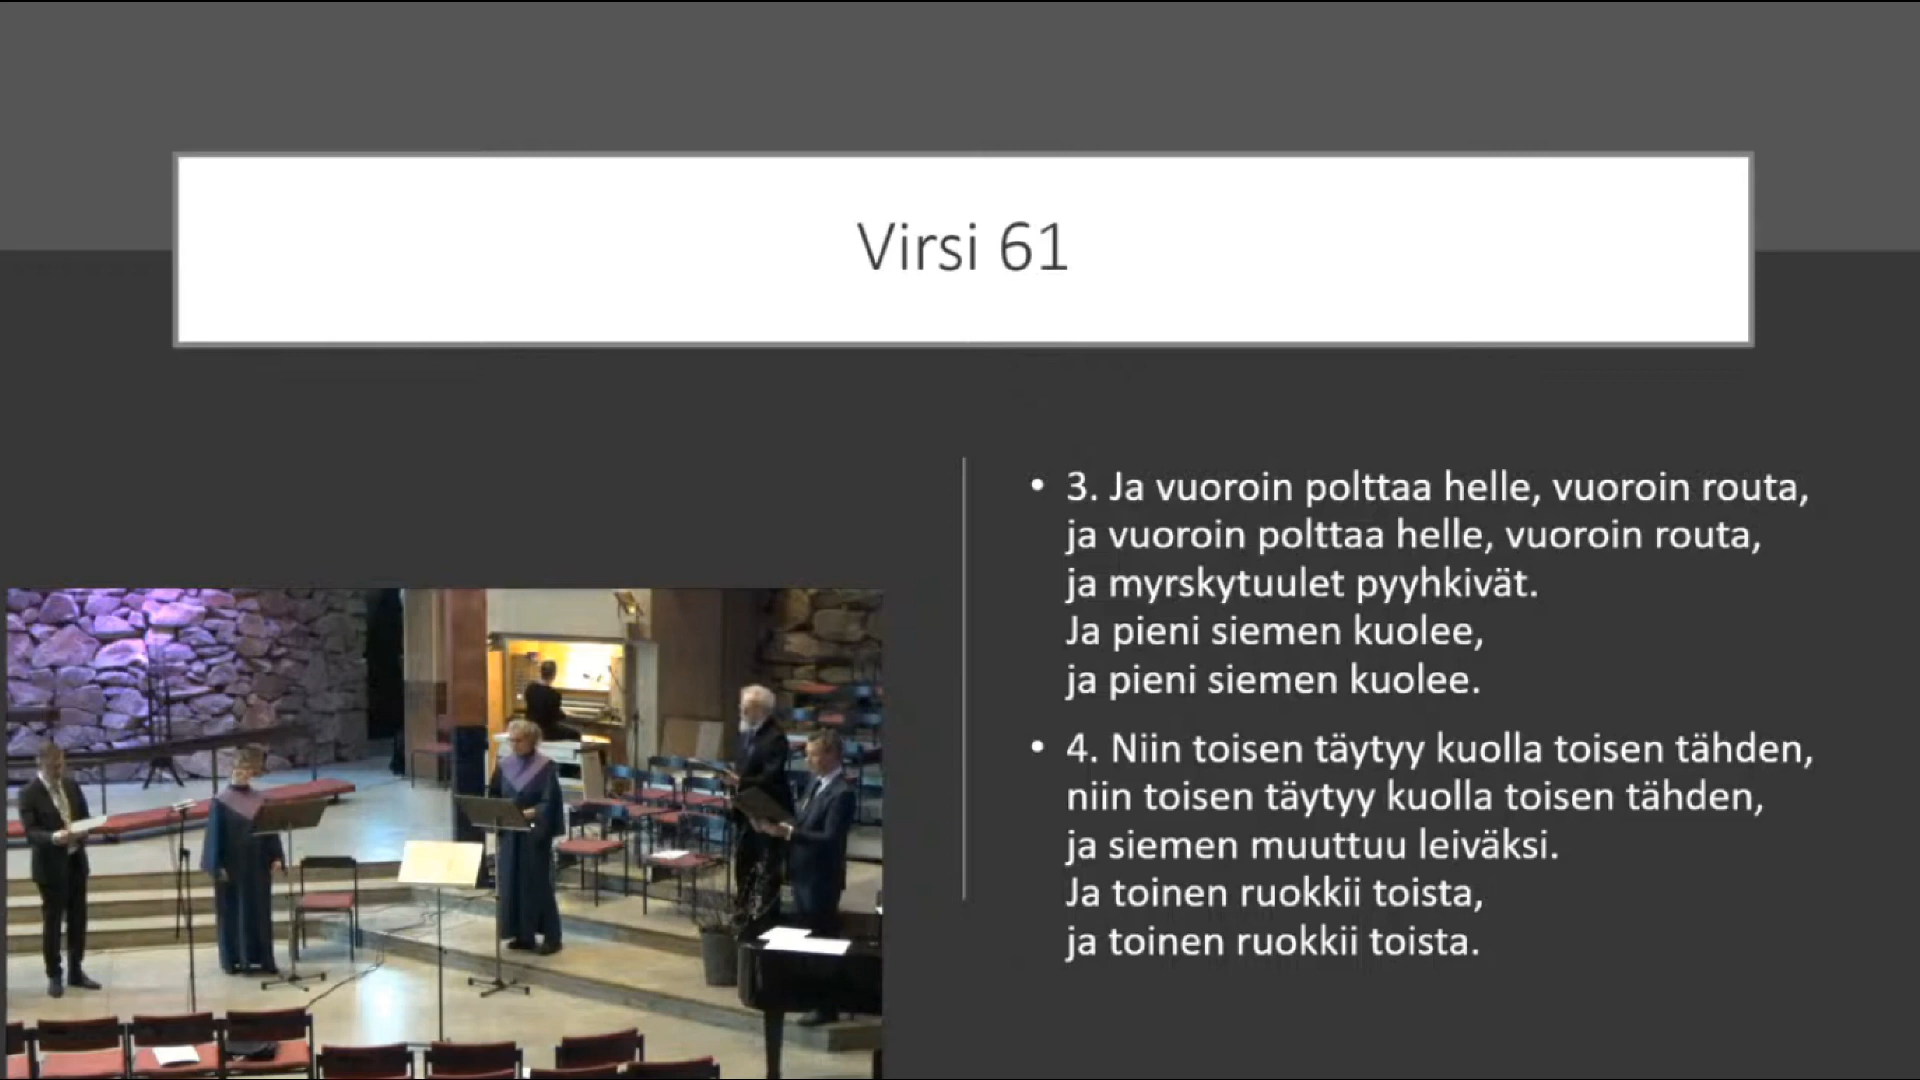 Virsi 61
• 3. Ja vuoroin polttaa helle, vuoroin routa,
ja vuoroin polttaa helle, vuoroin routa,
ja myrskytuulet pyyhkivät.
Ja pieni siemen kuolee,
ja pieni siemen kuolee.
• 4. Niin toisen täytyy kuolla toisen tähden,
niin toisen täytyy kuolla toisen tähden,
ja siemen muuttuu leiväksi.
Ja toinen ruokkii toista,
ja toinen ruokkii toista.